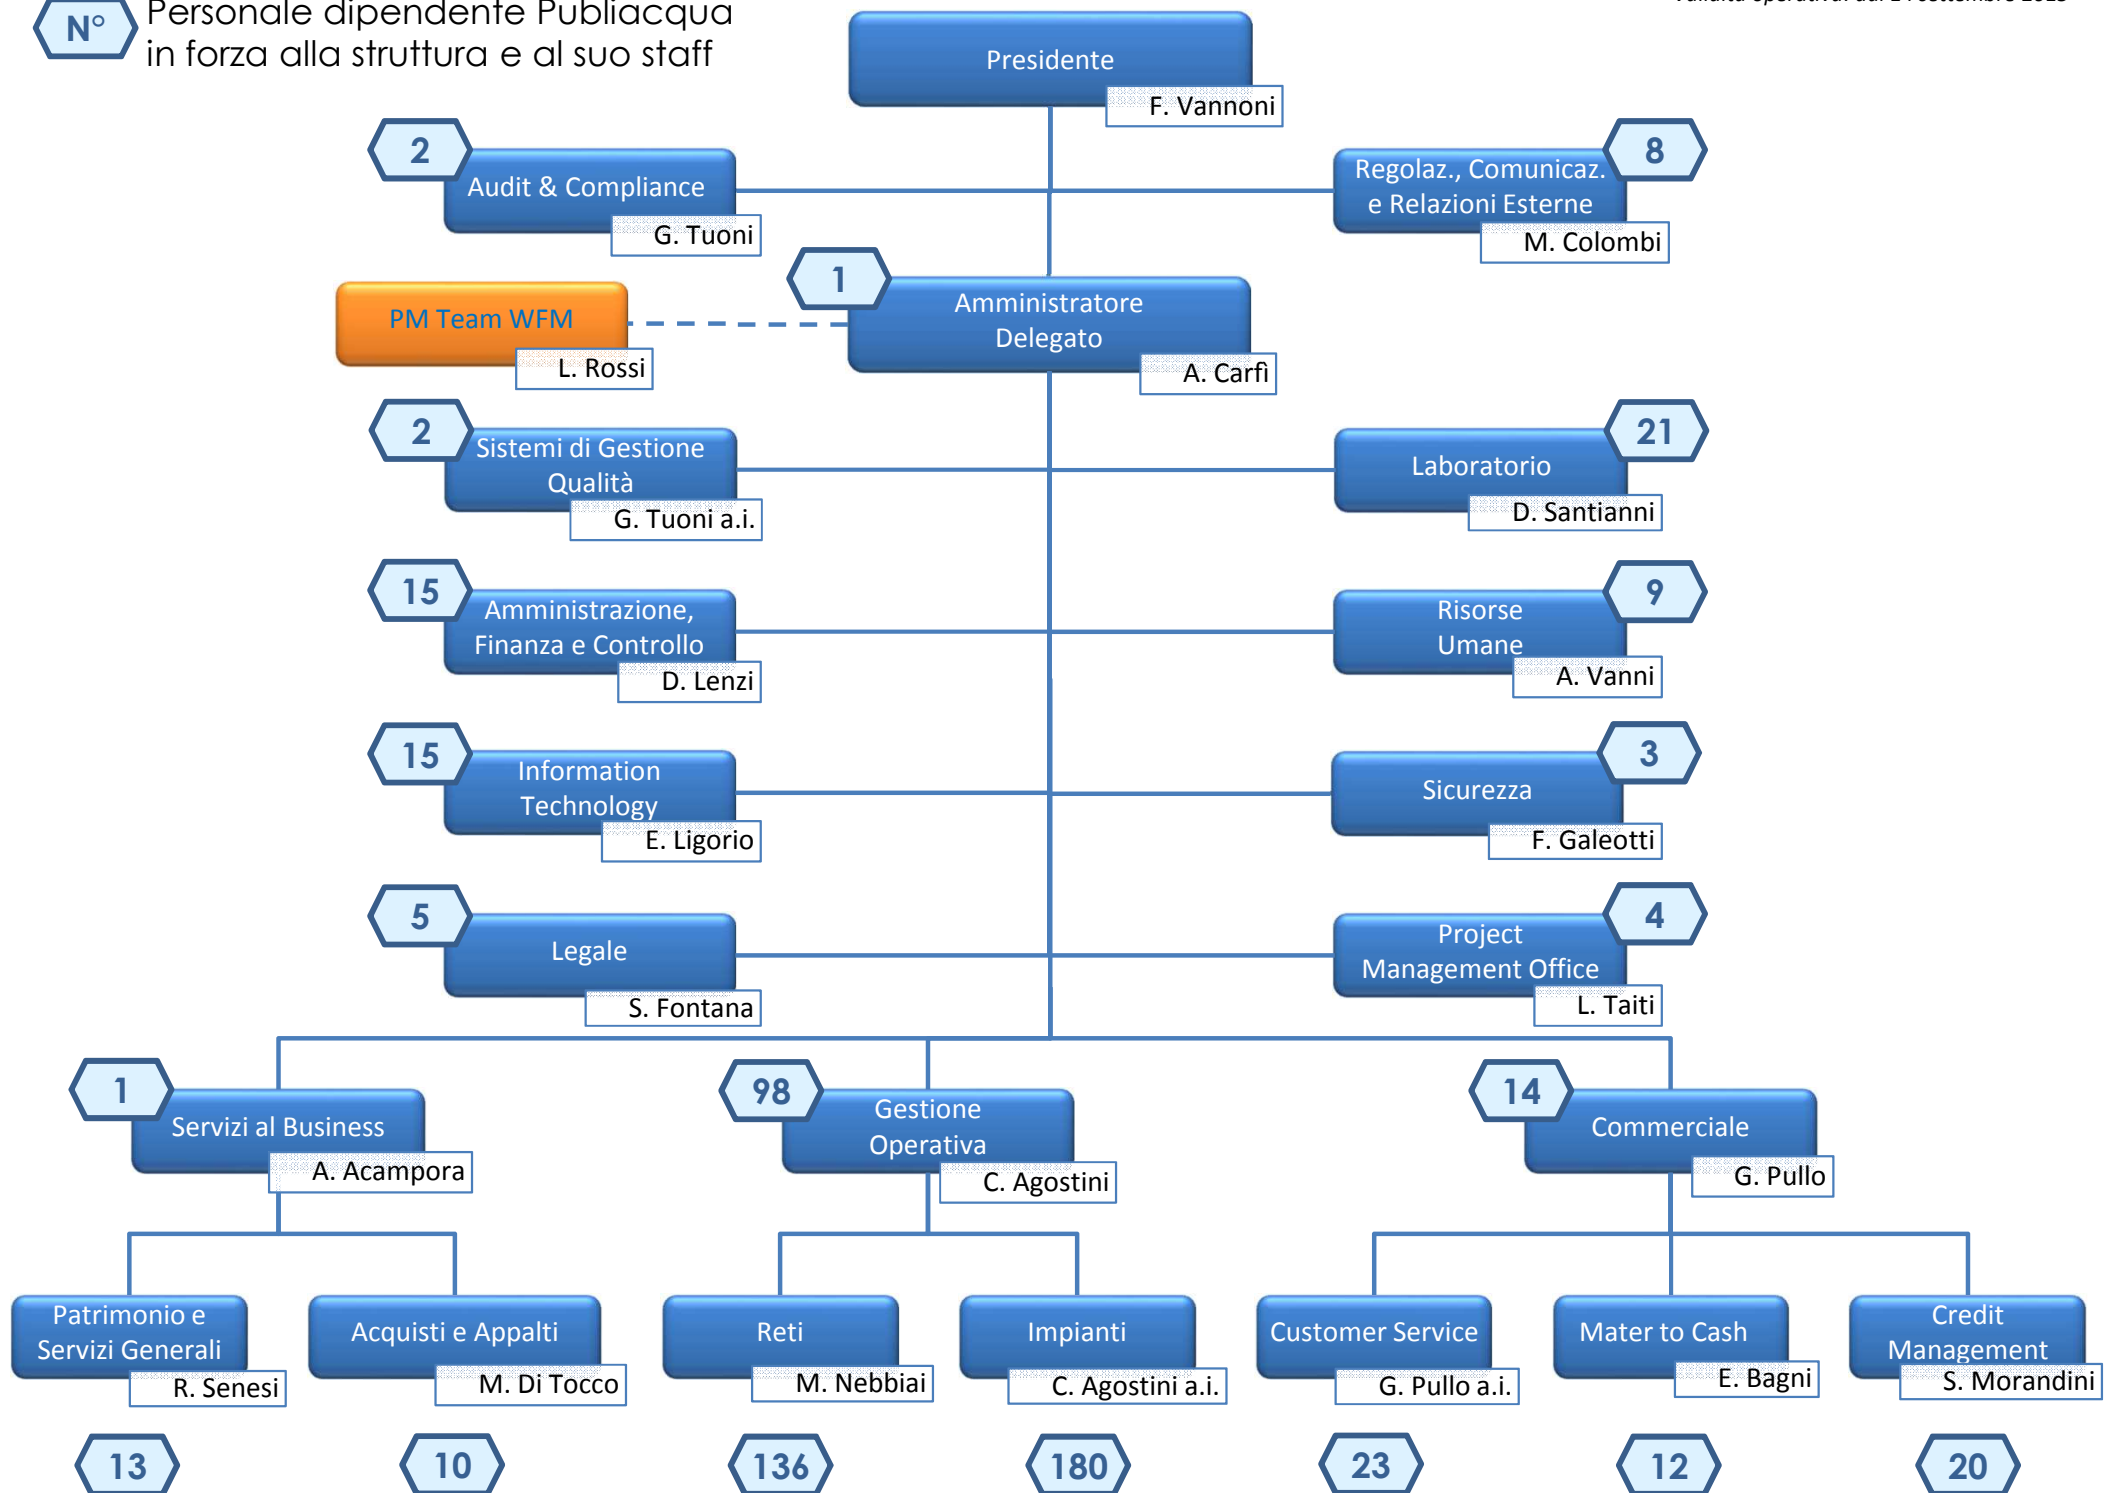 N°
Personale dipendente Publiacqua
in forza alla struttura e al suo staff
Presidente
F. Vannoni
2
Audit & Compliance
G. Tuoni
8
Regolaz., Comunicaz.
e Relazioni Esterne
M. Colombi
PM Team WFM
L. Rossi
1
Amministratore
Delegato
A. Carfì
2
Sistemi di Gestione
Qualità
G. Tuoni a.i.
21
Laboratorio
D. Santianni
15
Amministrazione,
Finanza e Controllo
D. Lenzi
9
Risorse
Umane
A. Vanni
15
Information
Technology
E. Ligorio
3
Sicurezza
F. Galeotti
5
Legale
S. Fontana
4
Project
Management Office
L. Taiti
1
Servizi al Business
A. Acampora
98
Gestione
Operativa
C. Agostini
14
Commerciale
G. Pullo
Patrimonio e
Servizi Generali
R. Senesi
Acquisti e Appalti
M. Di Tocco
Reti
M. Nebbiai
Impianti
C. Agostini a.i.
Customer Service
G. Pullo a.i.
Mater to Cash
E. Bagni
Credit
Management
S. Morandini
13
10
136
180
23
12
20